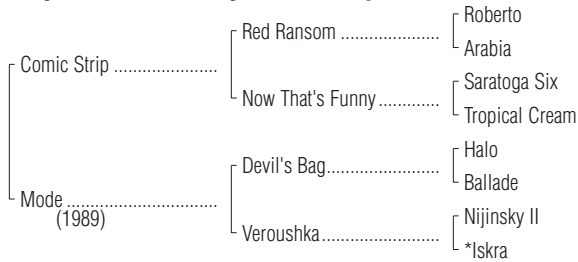 Roberto
Red Ransom ....................
Arabia
Comic Strip .....................
Saratoga Six
Now That's Funny .............
Tropical Cream
Halo
Devil's Bag.......................
Ballade
Mode ...............................
(1989)
Nijinsky II
Veroushka........................
*Iskra